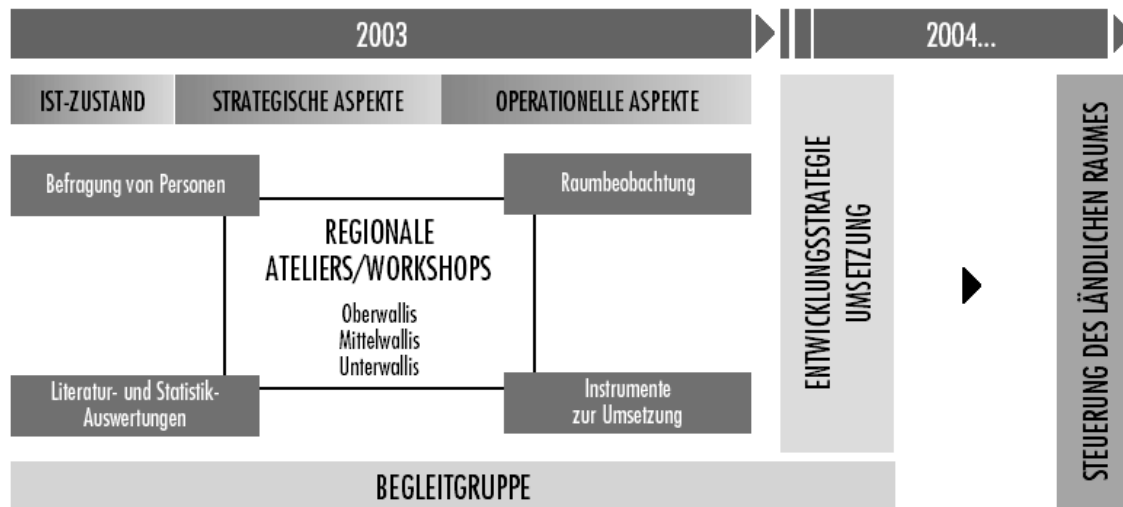 2003
2004...
IST-ZUSTAND
STRATEGISCHE ASPEKTE
OPERATIONELLE ASPEKTE
Befragung von Personen
Raumbeobachtung
REGIONALE
ATELIERS/WORKSHOPS
Oberwallis
Mittelwallis
Unterwallis
Literatur- und Statistik-
Auswertungen
Instrumente
zur Umsetzung
ENTWICKLUNGSSTRATEGIE
UMSETZUNG
STEUERUNG DES LÄNDLICHEN RAUMES
BEGLEITGRUPPE